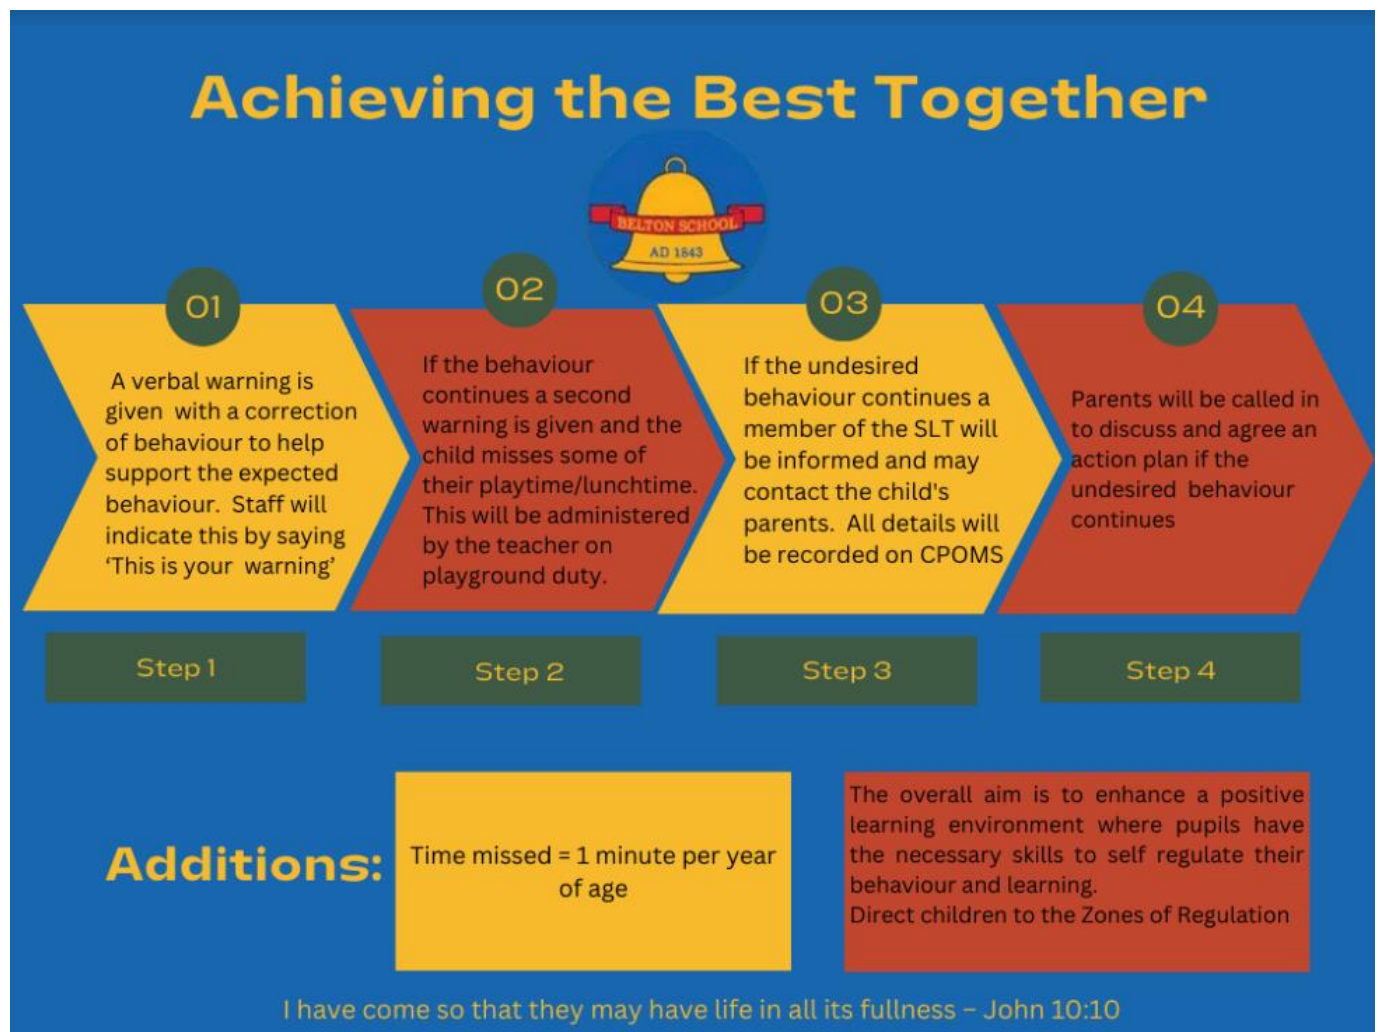 Achieving the Best Together
BELTON SCHOOL
AD 1843
01
A verbal warning is
given with a correction
of behaviour to help
support the expected
behaviour. Staff will
indicate this by saying
‘This is your warning’
Step 1
02
If the behaviour
continues a second
warning is given and the
child misses some of
their playtime/lunchtime.
This will be administered
by the teacher on
playground duty.
Step 2
03
If the undesired
behaviour continues a
member of the SLT will
be informed and may
contact the child's
parents. All details will
be recorded on CPOMS
Step 3
04
Parents will be called in
to discuss and agree an
action plan if the
undesired behaviour
continues
Step 4
Additions:
Time missed = 1 minute per year
of age
The overall aim is to enhance a positive
learning environment where pupils have
the necessary skills to self regulate their
behaviour and learning.
Direct children to the Zones of Regulation
I have come so that they may have life in all its fullness – John 10:10